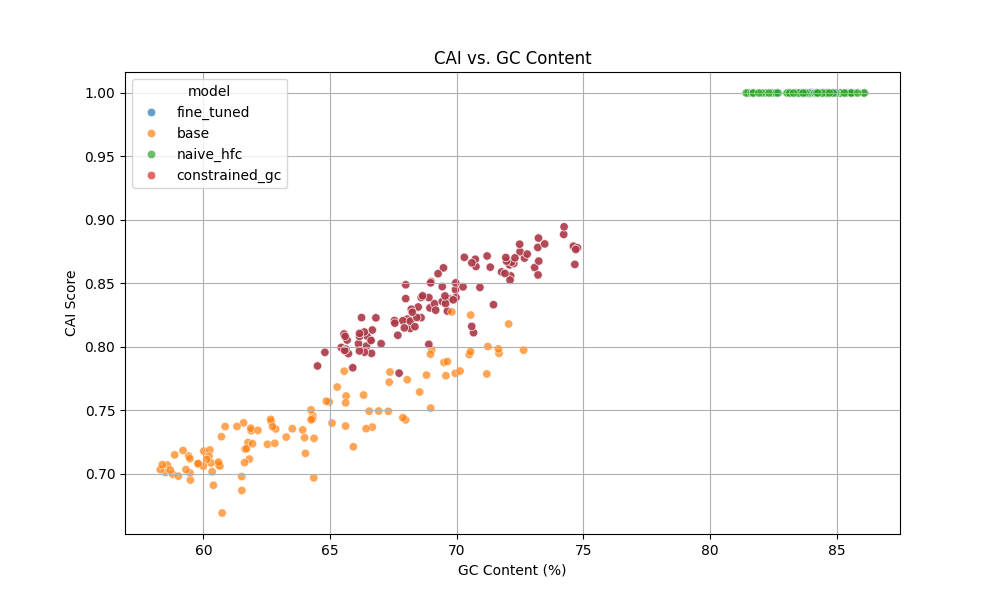 CAI vs. GC Content
model
fine_tuned
base
naive_hfc
constrained_gc
CAI Score
1.00
0.95
0.90
0.85
0.80
0.75
0.70
60
65
70
75
80
85
GC Content (%)